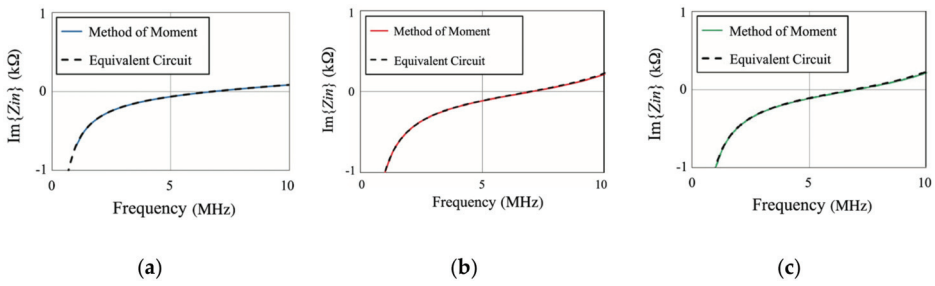 1
Method of Moment
Equivalent Circuit
Im{Zin} (kΩ)
0
-1
0
5
10
Frequency (MHz)
(a)
1
Method of Moment
Equivalent Circuit
Im{Zin} (kΩ)
0
-1
0
5
10
Frequency (MHz)
(b)
1
Method of Moment
Equivalent Circuit
Im{Zin} (kΩ)
0
-1
0
5
10
Frequency (MHz)
(c)